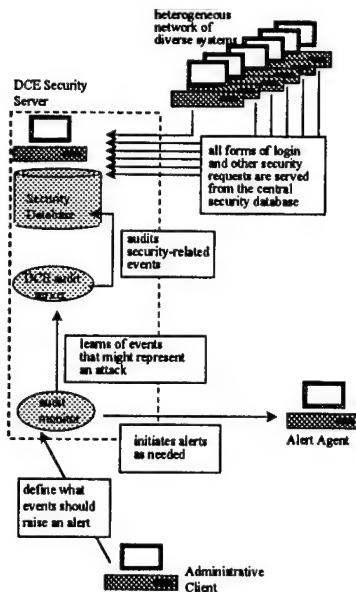 heterogeneous
network of
diverse systems
DCE Security
Server
all forms of login
and other security
requests are served
from the central
security database
Security
Database
audits
security-related
events
DCE audit
server
learns of events
that might represent
an attack
audit
monitor
initiates alerts
as needed
Alert Agent
define what
events should
raise an alert
Administrative
Client